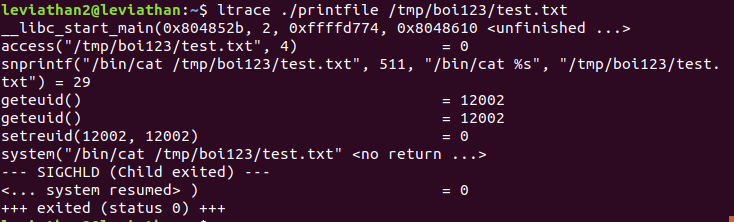 leviathan2@leviathan:~$ ltrace ./printfile /tmp/boi123/test.txt
__libc_start_main(0x804852b, 2, 0xffffd774, 0x8048610 <unfinished ...>
access("/tmp/boi123/test.txt", 4) = 0
snprintf("/bin/cat /tmp/boi123/test.txt", 511, "/bin/cat %s", "/tmp/boi123/test.
txt") = 29
geteuid() = 12002
geteuid() = 12002
setreuid(12002, 12002) = 0
system("/bin/cat /tmp/boi123/test.txt" <no return ...>
--- SIGCHLD (Child exited) ---
<... system resumed> ) = 0
+++ exited (status 0) +++